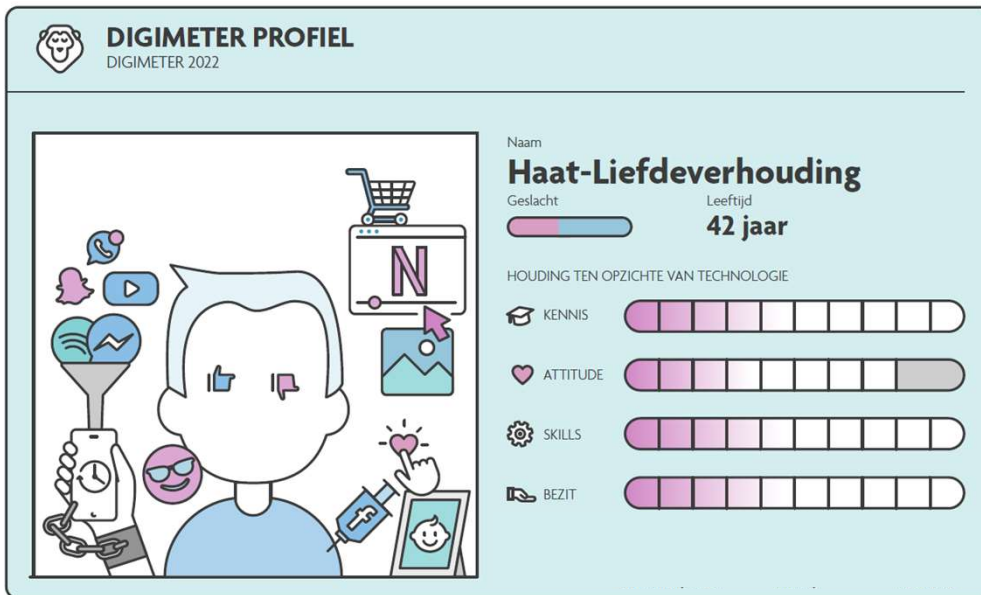 DIGIMETER PROFIEL
DIGIMETER 2022
Naam
Haat-Liefdeverhouding
Geslacht
Leeftijd
42 jaar
HOUDING TEN OPZICHTE VAN TECHNOLOGIE
KENNIS
ATTITUDE
SKILLS
BEZIT
N
f